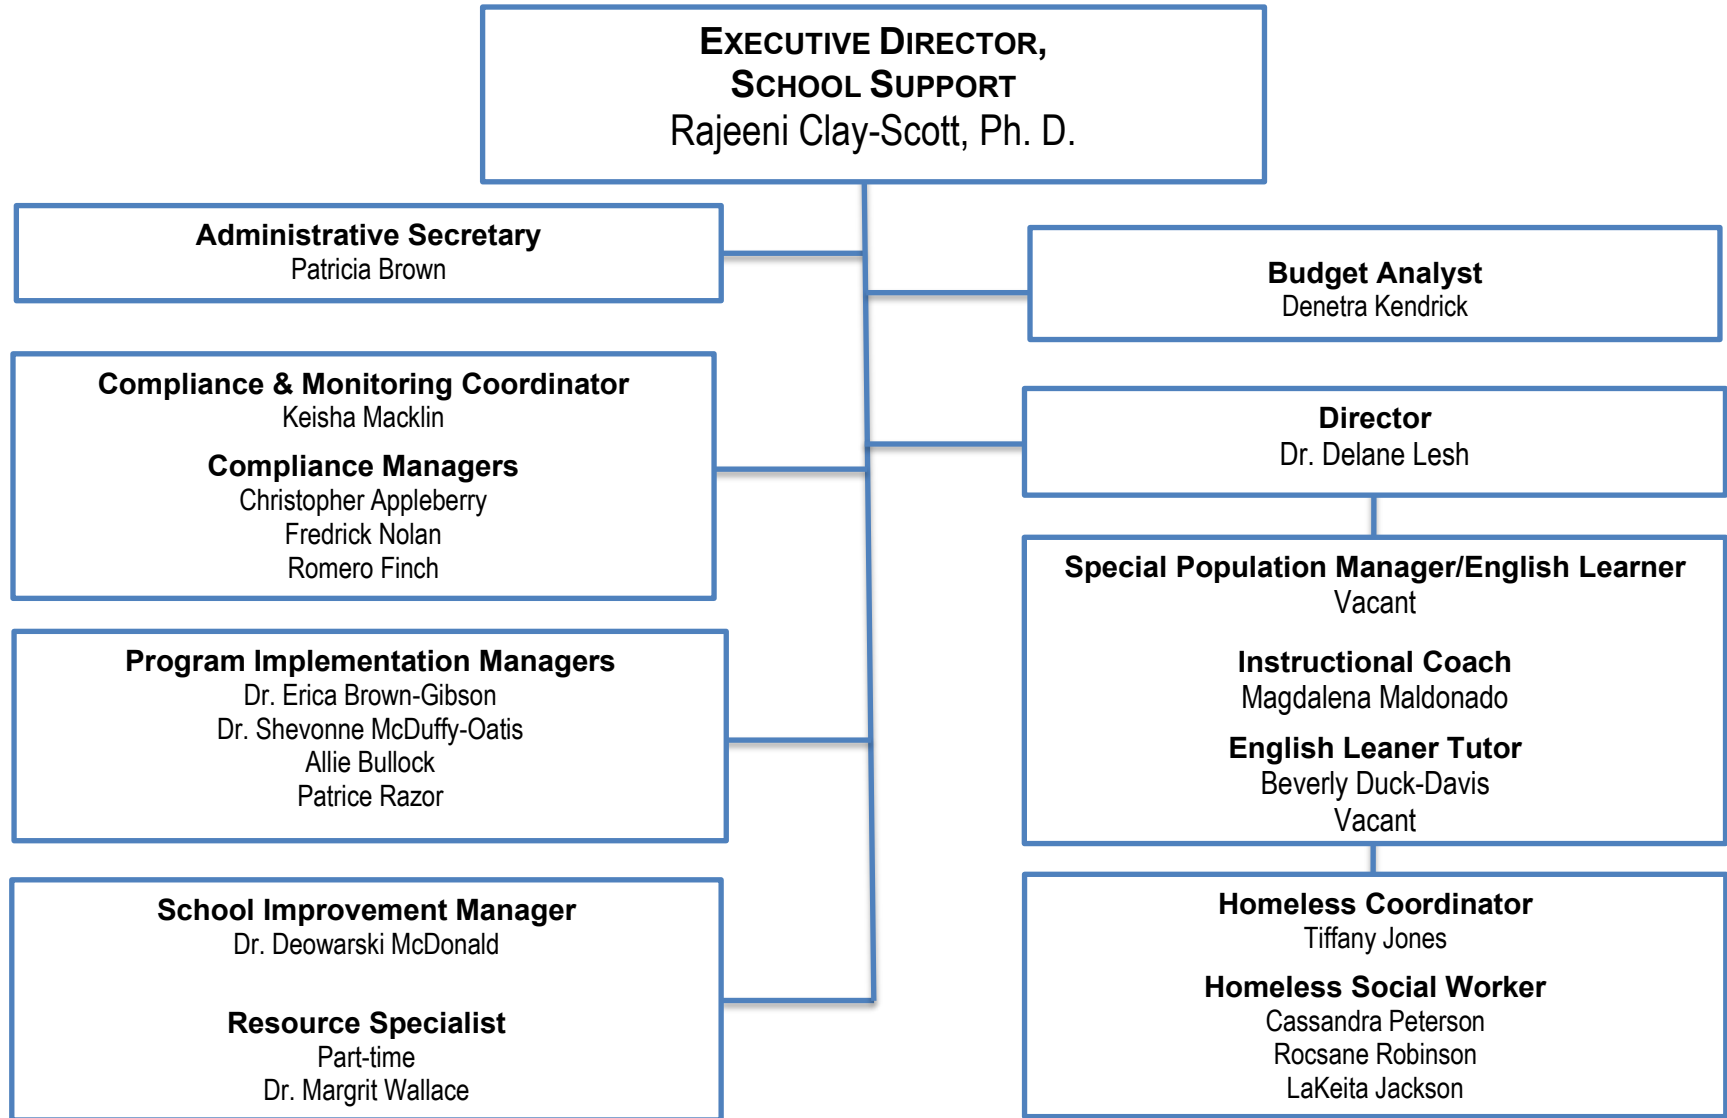 EXECUTIVE DIRECTOR,
SCHOOL SUPPORT
Rajeeni Clay-Scott, Ph. D.
Administrative Secretary
Patricia Brown
Budget Analyst
Denetra Kendrick
Compliance & Monitoring Coordinator
Keisha Macklin
Compliance Managers
Christopher Appleberry
Fredrick Nolan
Romero Finch
Director
Dr. Delane Lesh
Special Population Manager/English Learner
Vacant
Instructional Coach
Magdalena Maldonado
English Leaner Tutor
Beverly Duck-Davis
Vacant
Program Implementation Managers
Dr. Erica Brown-Gibson
Dr. Shevonne McDuffy-Oatis
Allie Bullock
Patrice Razor
School Improvement Manager
Dr. Deowarski McDonald
Resource Specialist
Part-time
Dr. Margrit Wallace
Homeless Coordinator
Tiffany Jones
Homeless Social Worker
Cassandra Peterson
Rocsane Robinson
LaKeita Jackson